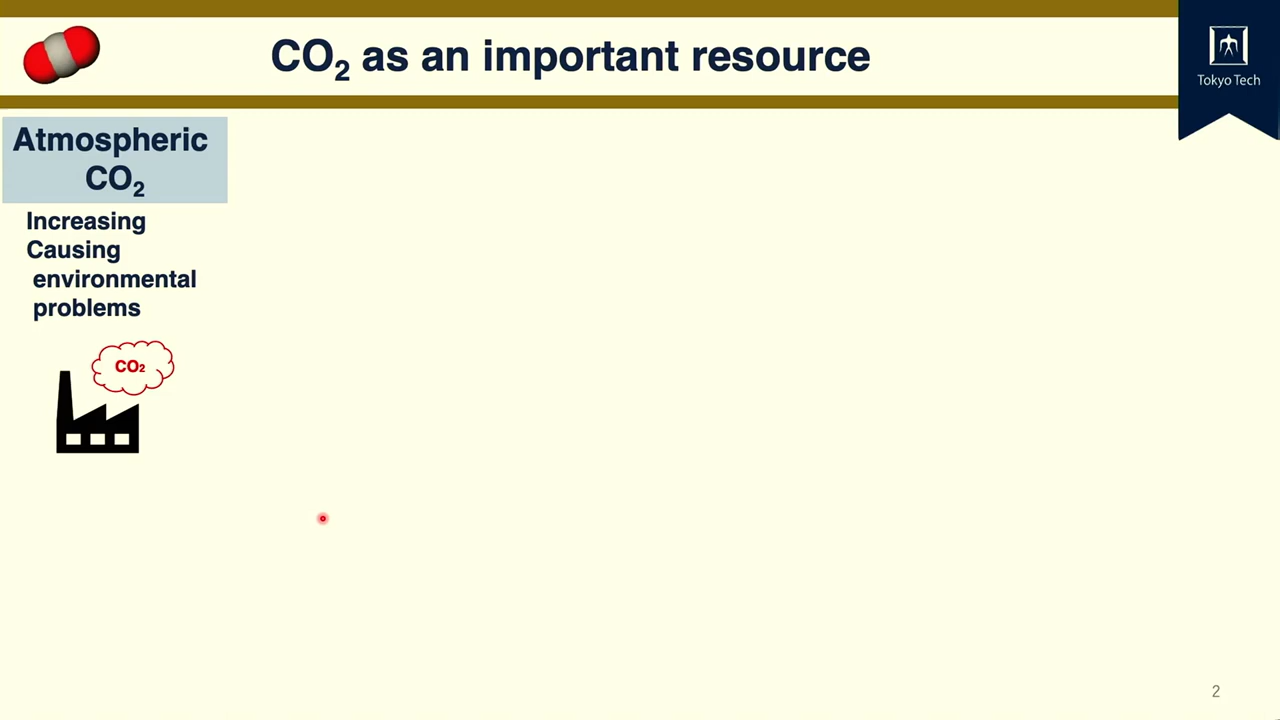 CO₂ as an important resource
Tokyo Tech
Atmospheric
CO₂
Increasing
Causing
environmental
problems
CO₂
2